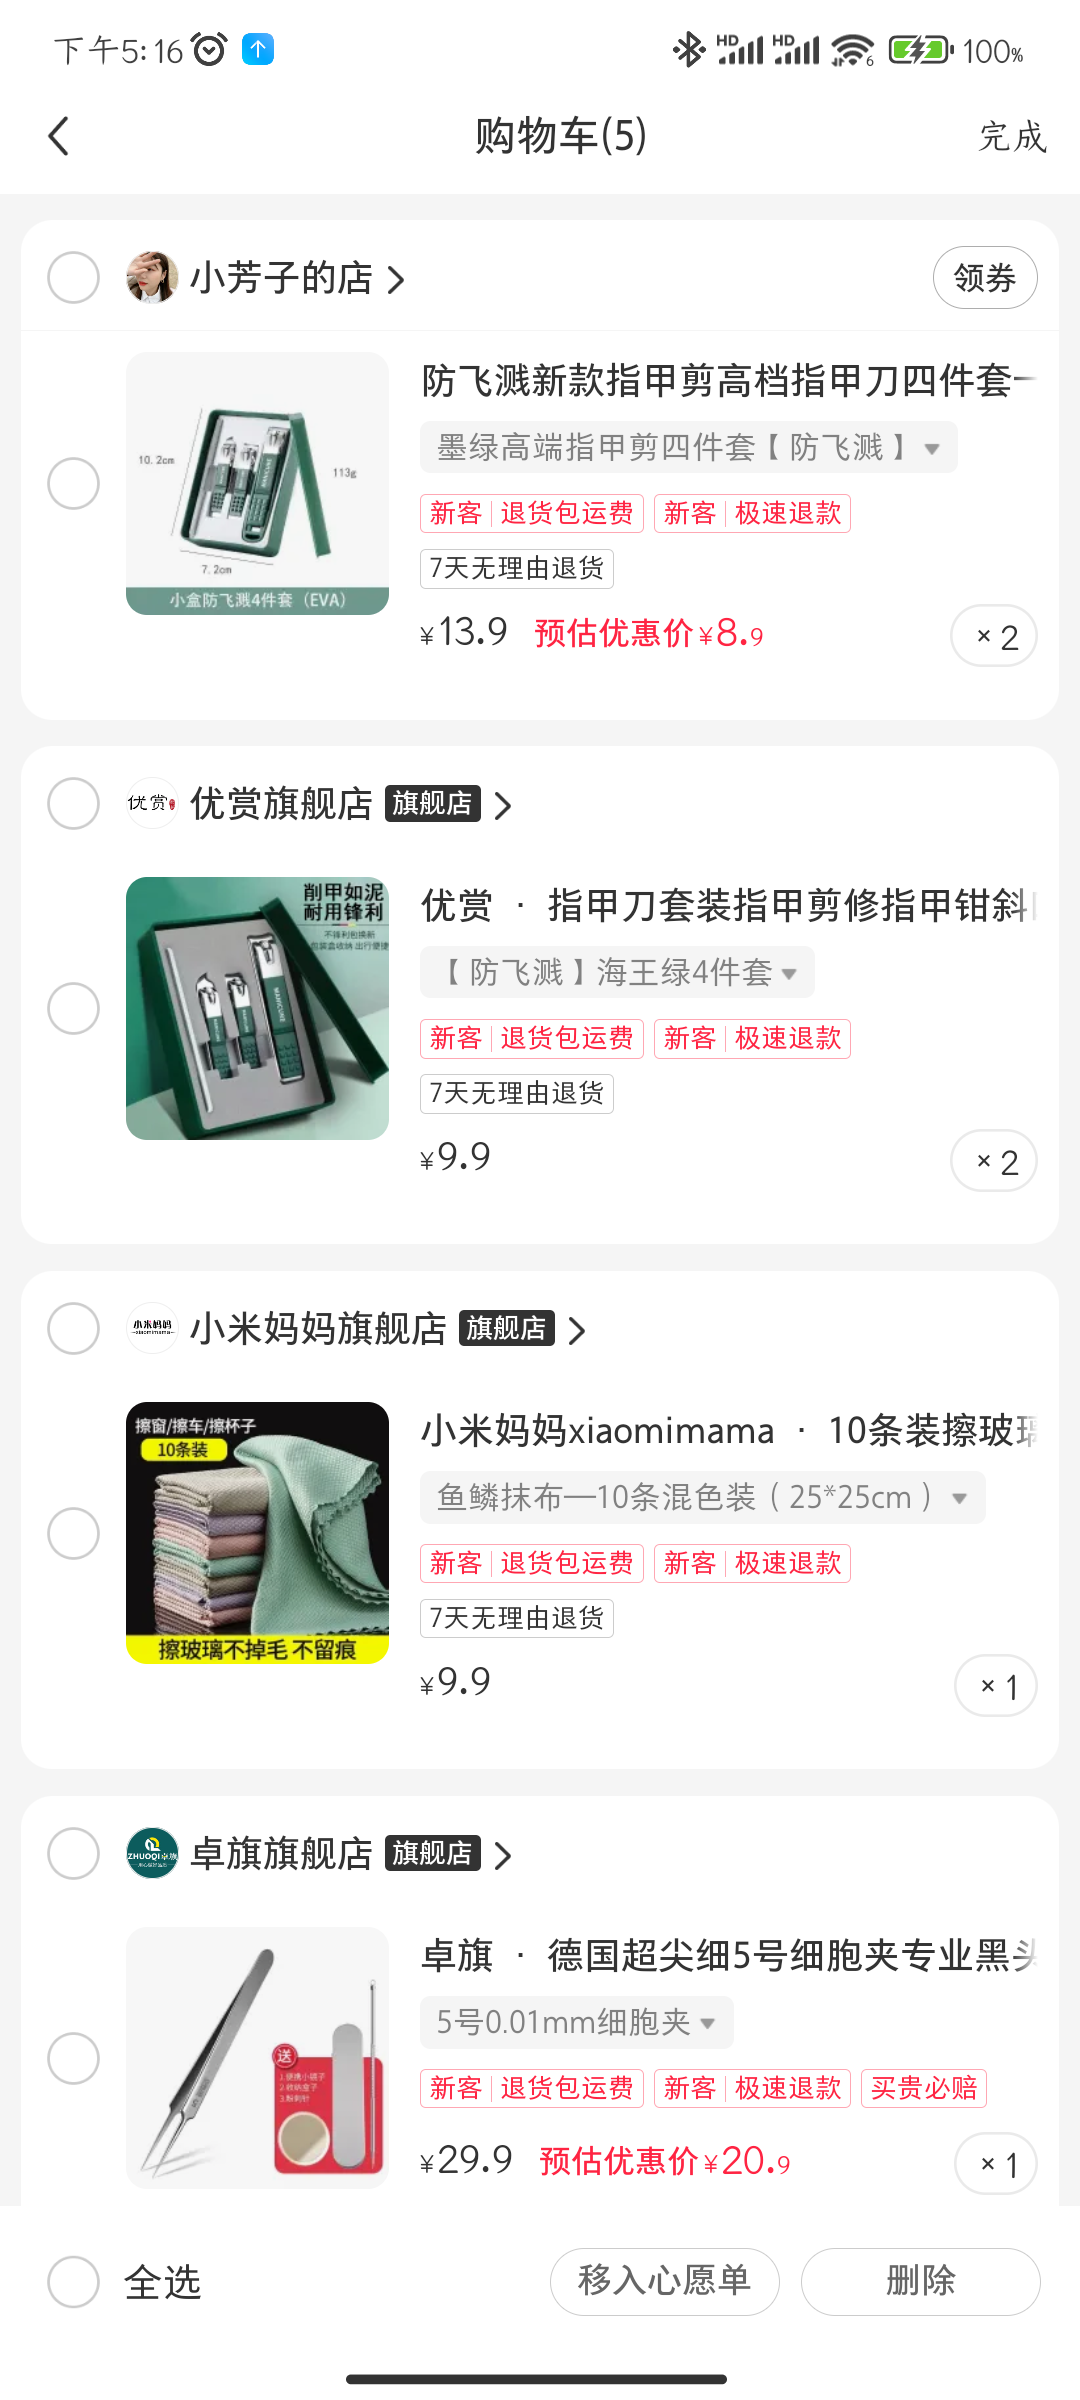 下午5:16
HD HD 6 100%
购物车(5)
完成
小芳子的店
领券
防飞溅新款指甲剪高档指甲刀四件套
墨绿高端指甲剪四件套【防飞溅】
10.2cm
113g
7.2cm
小盒防飞溅4件套（EVA）
新客 退货包运费 新客 极速退款
7天无理由退货
¥13.9 预估优惠价¥8.9
×2
优赏
优赏旗舰店 旗舰店
削甲如泥
耐用锋利
MANICURE
优赏 · 指甲刀套装指甲剪修指甲钳斜
【防飞溅】海王绿4件套
新客 退货包运费 新客 极速退款
7天无理由退货
¥9.9
×2
小米妈妈
xiaomimama
小米妈妈旗舰店 旗舰店
擦窗/擦车/擦杯子
10条装
擦玻璃不掉毛 不留痕
小米妈妈xiaomimama · 10条装擦玻璃
鱼鳞抹布—10条混色装（25*25cm）
新客 退货包运费 新客 极速退款
7天无理由退货
¥9.9
×1
ZHUOQI卓旗
卓旗旗舰店 旗舰店
送
卓旗 · 德国超尖细5号细胞夹专业黑头
5号0.01mm细胞夹
新客 退货包运费 新客 极速退款 买贵必赔
¥29.9 预估优惠价¥20.9
×1
全选
移入心愿单
删除